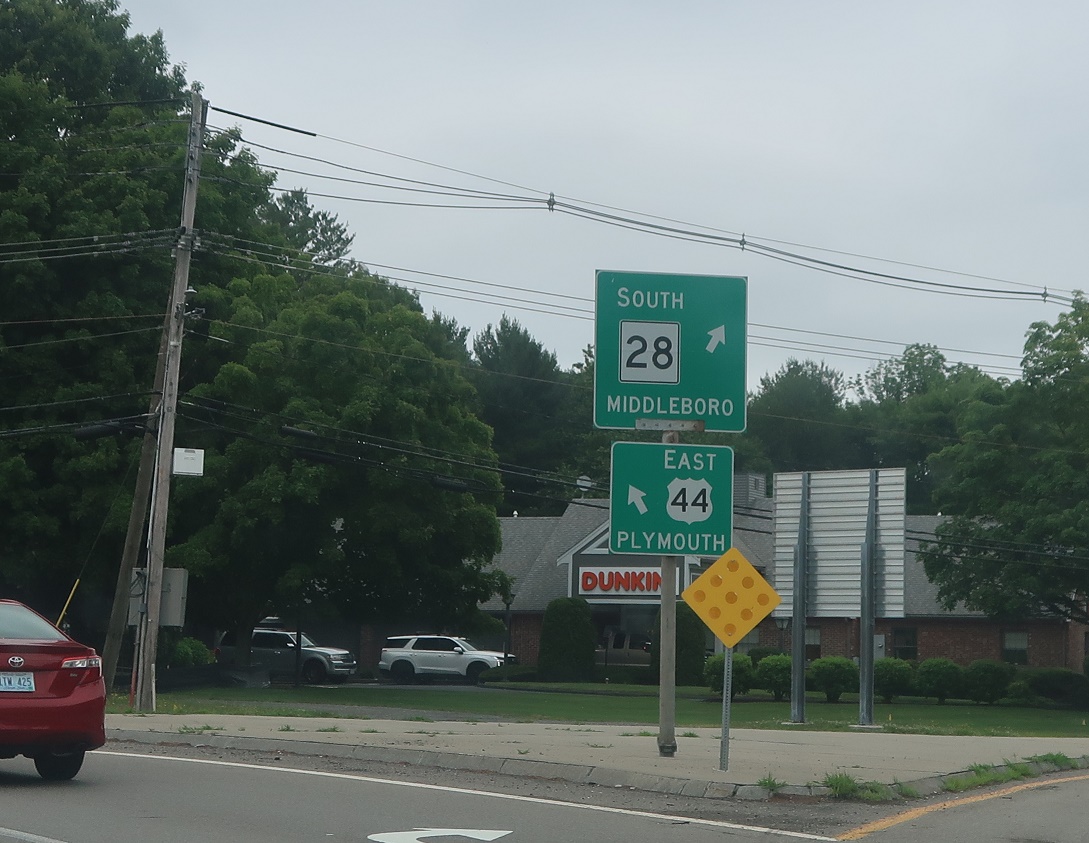 SOUTH
28
MIDDLEBORO
EAST
44
PLYMOUTH
DUNKIN